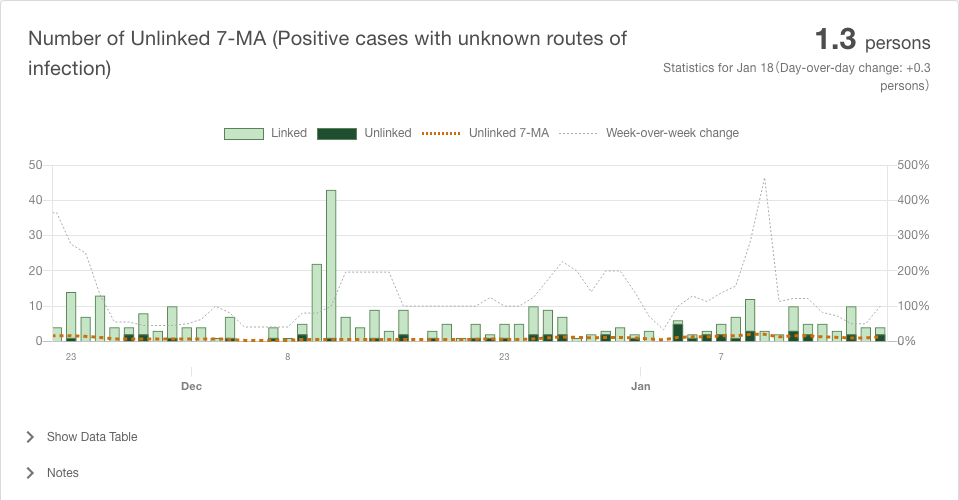 Number of Unlinked 7-MA (Positive cases with unknown routes of
infection)
1.3 persons
Statistics for Jan 18(Day-over-day change: +0.3
persons)
Linked Unlinked Unlinked 7-MA Week-over-week change
50 500%
40 400%
30 300%
20 200%
10 100%
0 0%
23 8 23 7
Dec Jan
Show Data Table
Notes